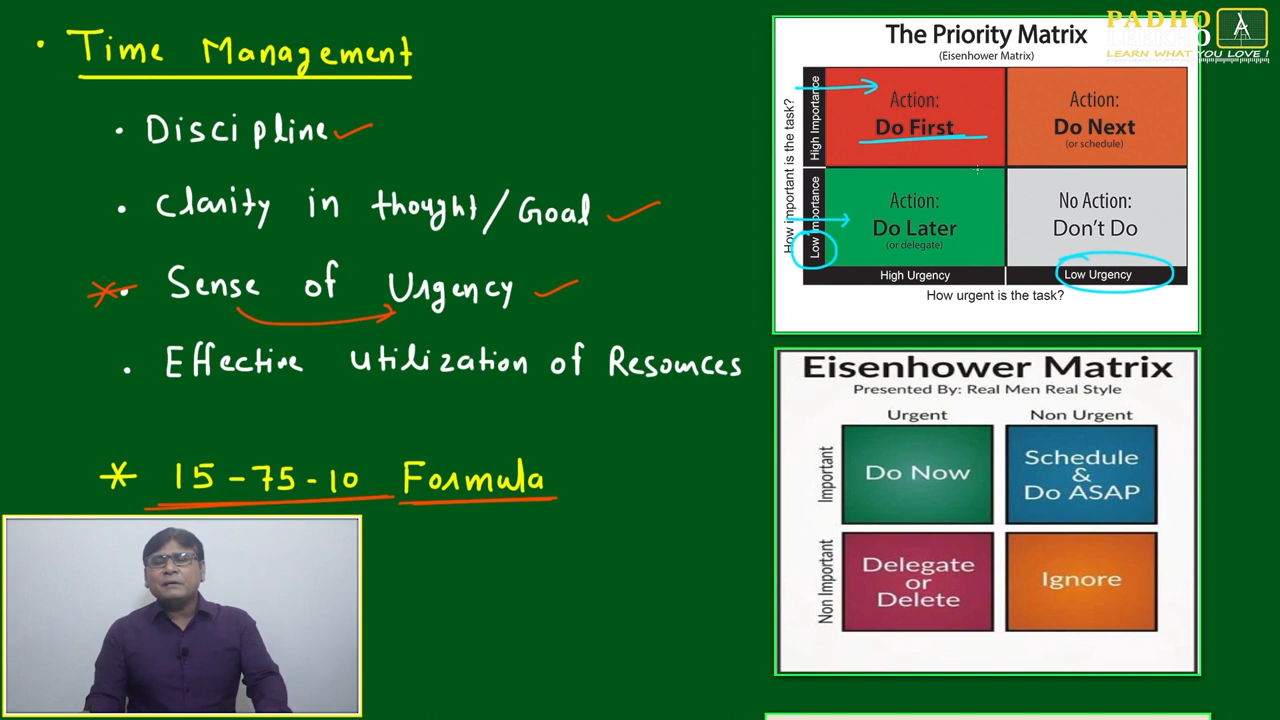 Time Management
Discipline
Clarity in thought/Goal
Sense of Urgency
Effective Utilization of Resources
* 15-75-10 Formula
PADHO
LEKHO
LEARN WHAT YOU LOVE !
The Priority Matrix
(Eisenhower Matrix)
How important is the task?
High Importance
Action:
Do First
Action:
Do Next
(or schedule)
Low Importance
Action:
Do Later
(or delegate)
No Action:
Don't Do
High Urgency
Low Urgency
How urgent is the task?
Eisenhower Matrix
Presented By: Real Men Real Style
Urgent
Non Urgent
Important
Do Now
Schedule
&
Do ASAP
Non Important
Delegate
or
Delete
Ignore